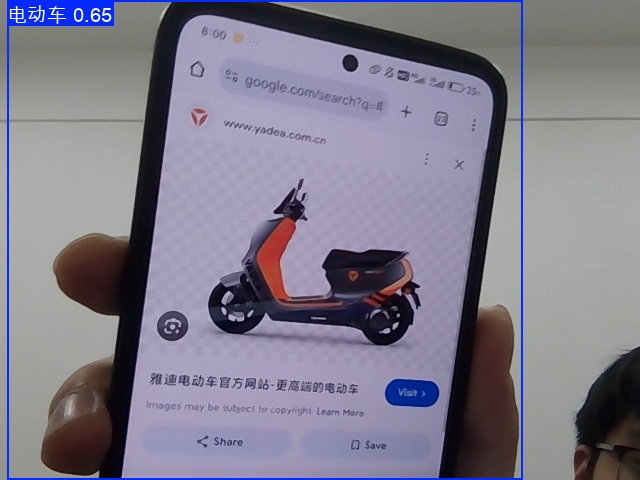 电动车 0.65
8:00
google.com/search?q=
www.yadea.com.cn
雅迪电动车官方网站-更高端的电动车
Visit
Images may be subject to copyright. Learn More
Share
Save